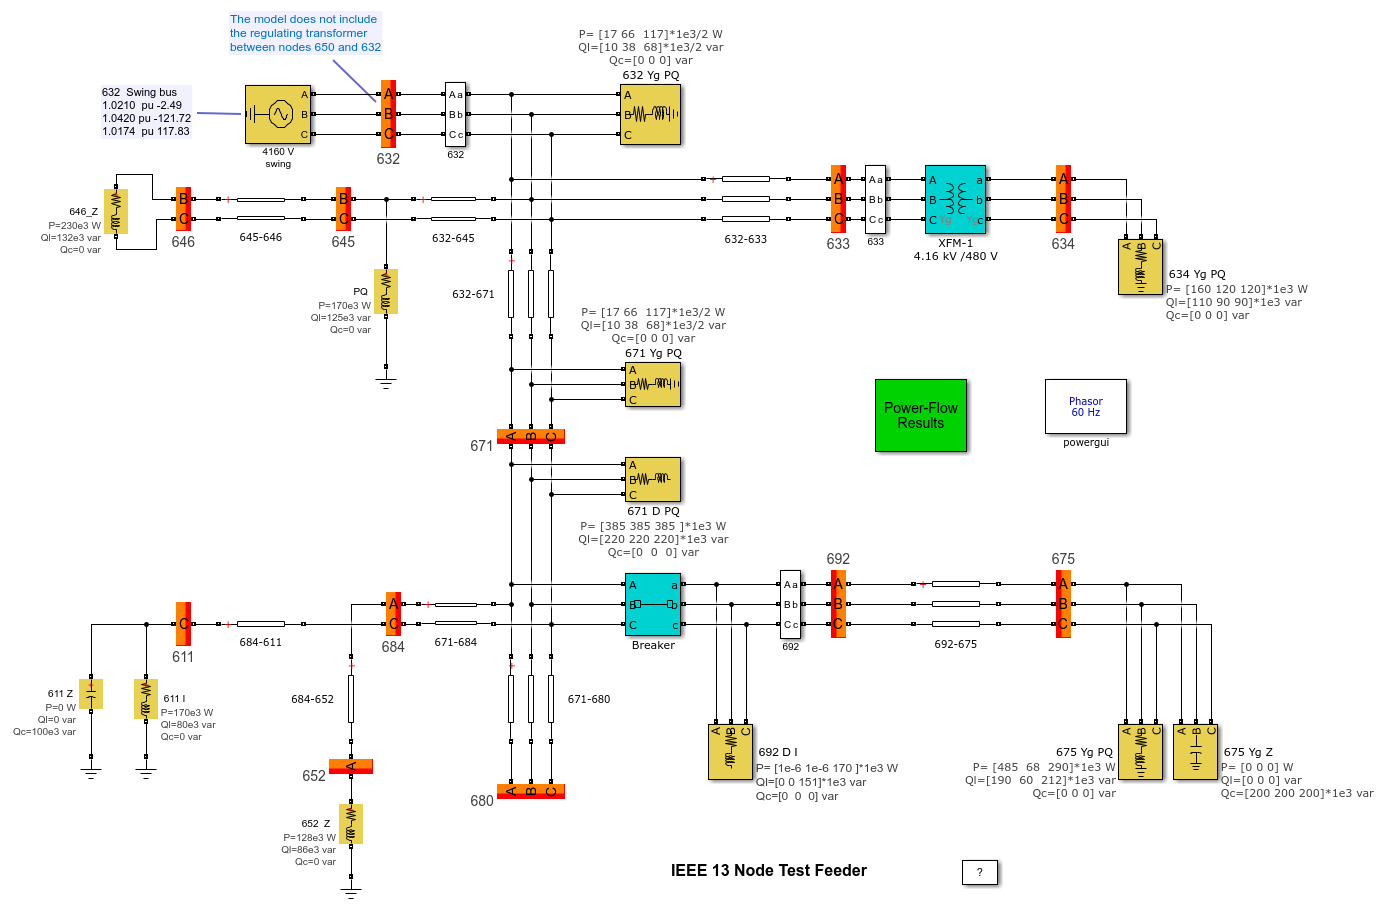 The model does not include
the regulating transformer
between nodes 650 and 632
P= [17 66  117]*1e3/2 W
Ql=[10 38  68]*1e3/2 var
Qc=[0 0 0] var
632 Yg PQ
A
B
C
632  Swing bus
1.0210  pu -2.49
1.0420 pu -121.72
1.0174  pu 117.83
A
B
C
4160 V
swing
A
B
C
632
A a
B b
C c
632
646_Z
P=230e3 W
Ql=132e3 var
Qc=0 var
B
C
646
645-646
B
C
645
632-645
632-633
A
B
C
633
A a
B b
C c
633
A a
B b
C Yg Yg c
XFM-1
4.16 kV /480 V
A
B
C
634
A B C
634 Yg PQ
P= [160 120 120]*1e3 W
Ql=[110 90 90]*1e3 var
Qc=[0 0 0] var
PQ
P=170e3 W
Ql=125e3 var
Qc=0 var
632-671
P= [17 66  117]*1e3/2 W
Ql=[10 38  68]*1e3/2 var
Qc=[0 0 0] var
671 Yg PQ
A
B
C
671
A B C
A
B
C
671 D PQ
P= [385 385 385 ]*1e3 W
Ql=[220 220 220]*1e3 var
Qc=[0  0  0] var
Power-Flow
Results
Phasor
60 Hz
powergui
C
611
684-611
A
C
684
671-684
A a
B b
C c
Breaker
A a
B b
C c
692
692
A
B
C
692-675
675
A
B
C
611 Z
P=0 W
Ql=0 var
Qc=100e3 var
611 I
P=170e3 W
Ql=80e3 var
Qc=0 var
684-652
652
A
652  Z
P=128e3 W
Ql=86e3 var
Qc=0 var
671-680
680
A B C
A B C
692 D I
P= [1e-6 1e-6 170 ]*1e3 W
Ql=[0 0 151]*1e3 var
Qc=[0  0  0] var
675 Yg PQ
P= [485  68  290]*1e3 W
Ql=[190  60  212]*1e3 var
Qc=[0 0 0] var
A B C
A B C
675 Yg Z
P= [0 0 0] W
Ql=[0 0 0] var
Qc=[200 200 200]*1e3 var
IEEE 13 Node Test Feeder
?